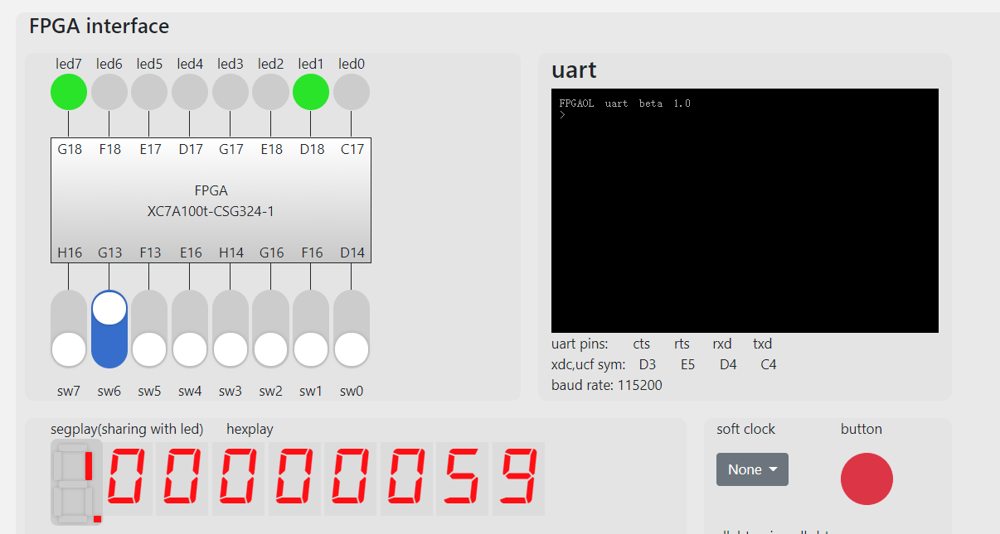 FPGA interface
led7 led6 led5 led4 led3 led2 led1 led0
G18 F18 E17 D17 G17 E18 D18 C17
FPGA
XC7A100t-CSG324-1
H16 G13 F13 E16 H14 G16 F16 D14
sw7 sw6 sw5 sw4 sw3 sw2 sw1 sw0
uart
FPGAOL uart beta 1.0
>
uart pins: cts rts rxd txd
xdc,ucf sym: D3 E5 D4 C4
baud rate: 115200
segplay(sharing with led) hexplay
00000059
soft clock button
None